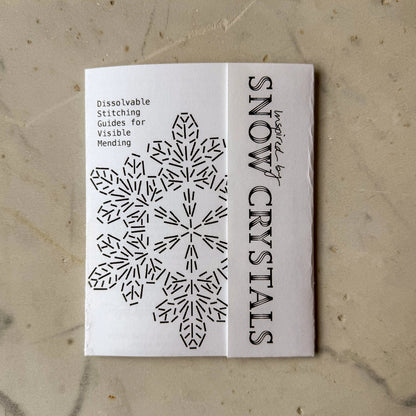 Dissolvable
Stitching
Guides for
Visible
Mending
Inspired by
SNOW CRYSTALS